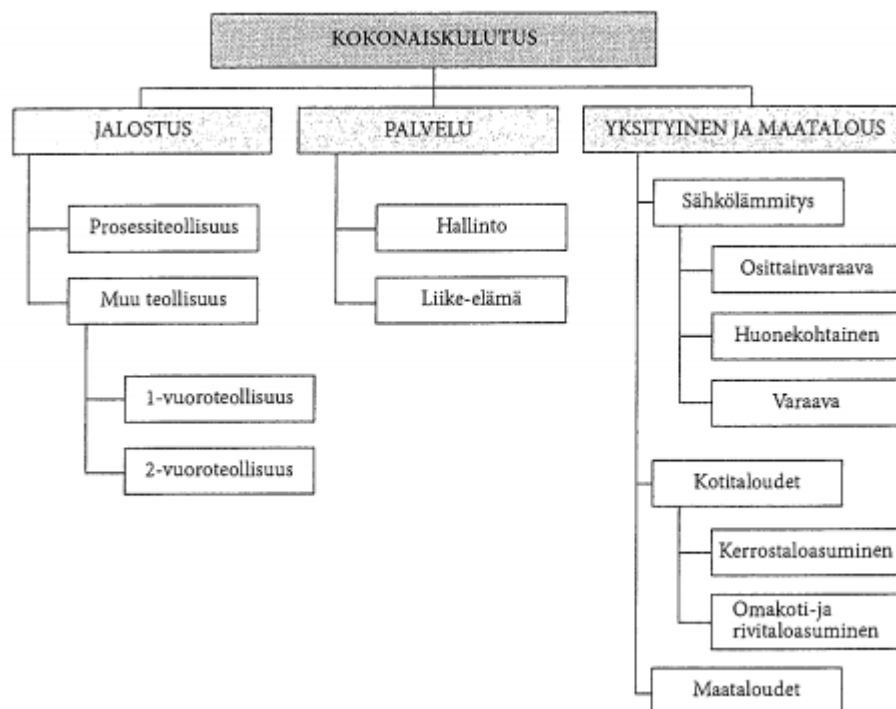 KOKONAISKULUTUS
JALOSTUS
Prosessiteollisuus
Muu teollisuus
1-vuoroteollisuus
2-vuoroteollisuus
PALVELU
Hallinto
Liike-elämä
YKSITYINEN JA MAATALOUS
Sähkölämmitys
Osittainvaraava
Huonekohtainen
Varaava
Kotitaloudet
Kerrostaloasuminen
Omakoti-ja
rivitaloasuminen
Maataloudet